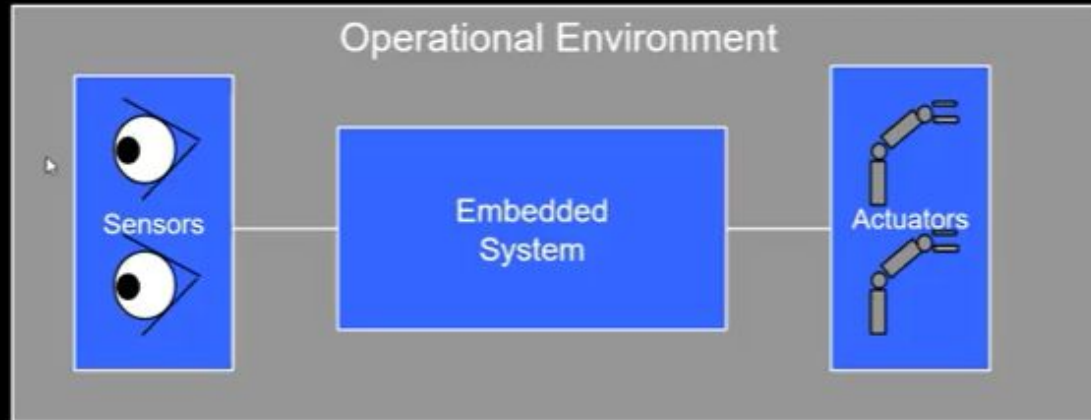 Operational Environment
Sensors
Embedded
System
Actuators